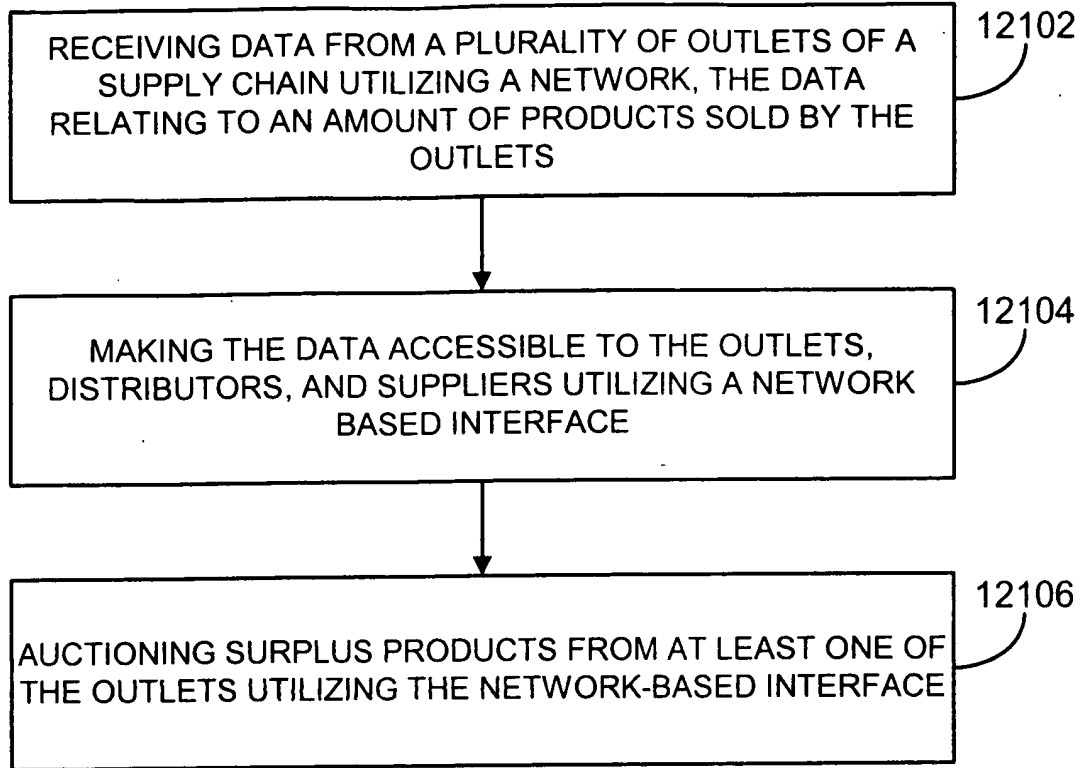 RECEIVING DATA FROM A PLURALITY OF OUTLETS OF A
SUPPLY CHAIN UTILIZING A NETWORK, THE DATA
RELATING TO AN AMOUNT OF PRODUCTS SOLD BY THE
OUTLETS
12102
MAKING THE DATA ACCESSIBLE TO THE OUTLETS,
DISTRIBUTORS, AND SUPPLIERS UTILIZING A NETWORK
BASED INTERFACE
12104
AUCTIONING SURPLUS PRODUCTS FROM AT LEAST ONE OF
THE OUTLETS UTILIZING THE NETWORK-BASED INTERFACE
12106